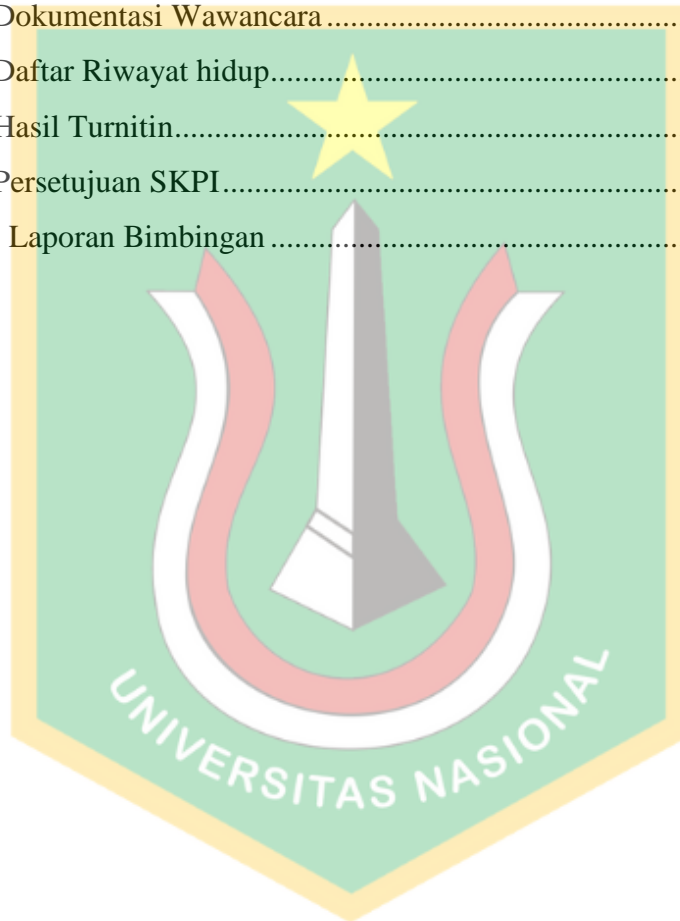 Dokumentasi Wawancara..................................................
Daftar Riwayat hidup..................................................
Hasil Turnitin..................................................
Persetujuan SKPI..................................................
Laporan Bimbingan..................................................
UNIVERSITAS NASIONAL